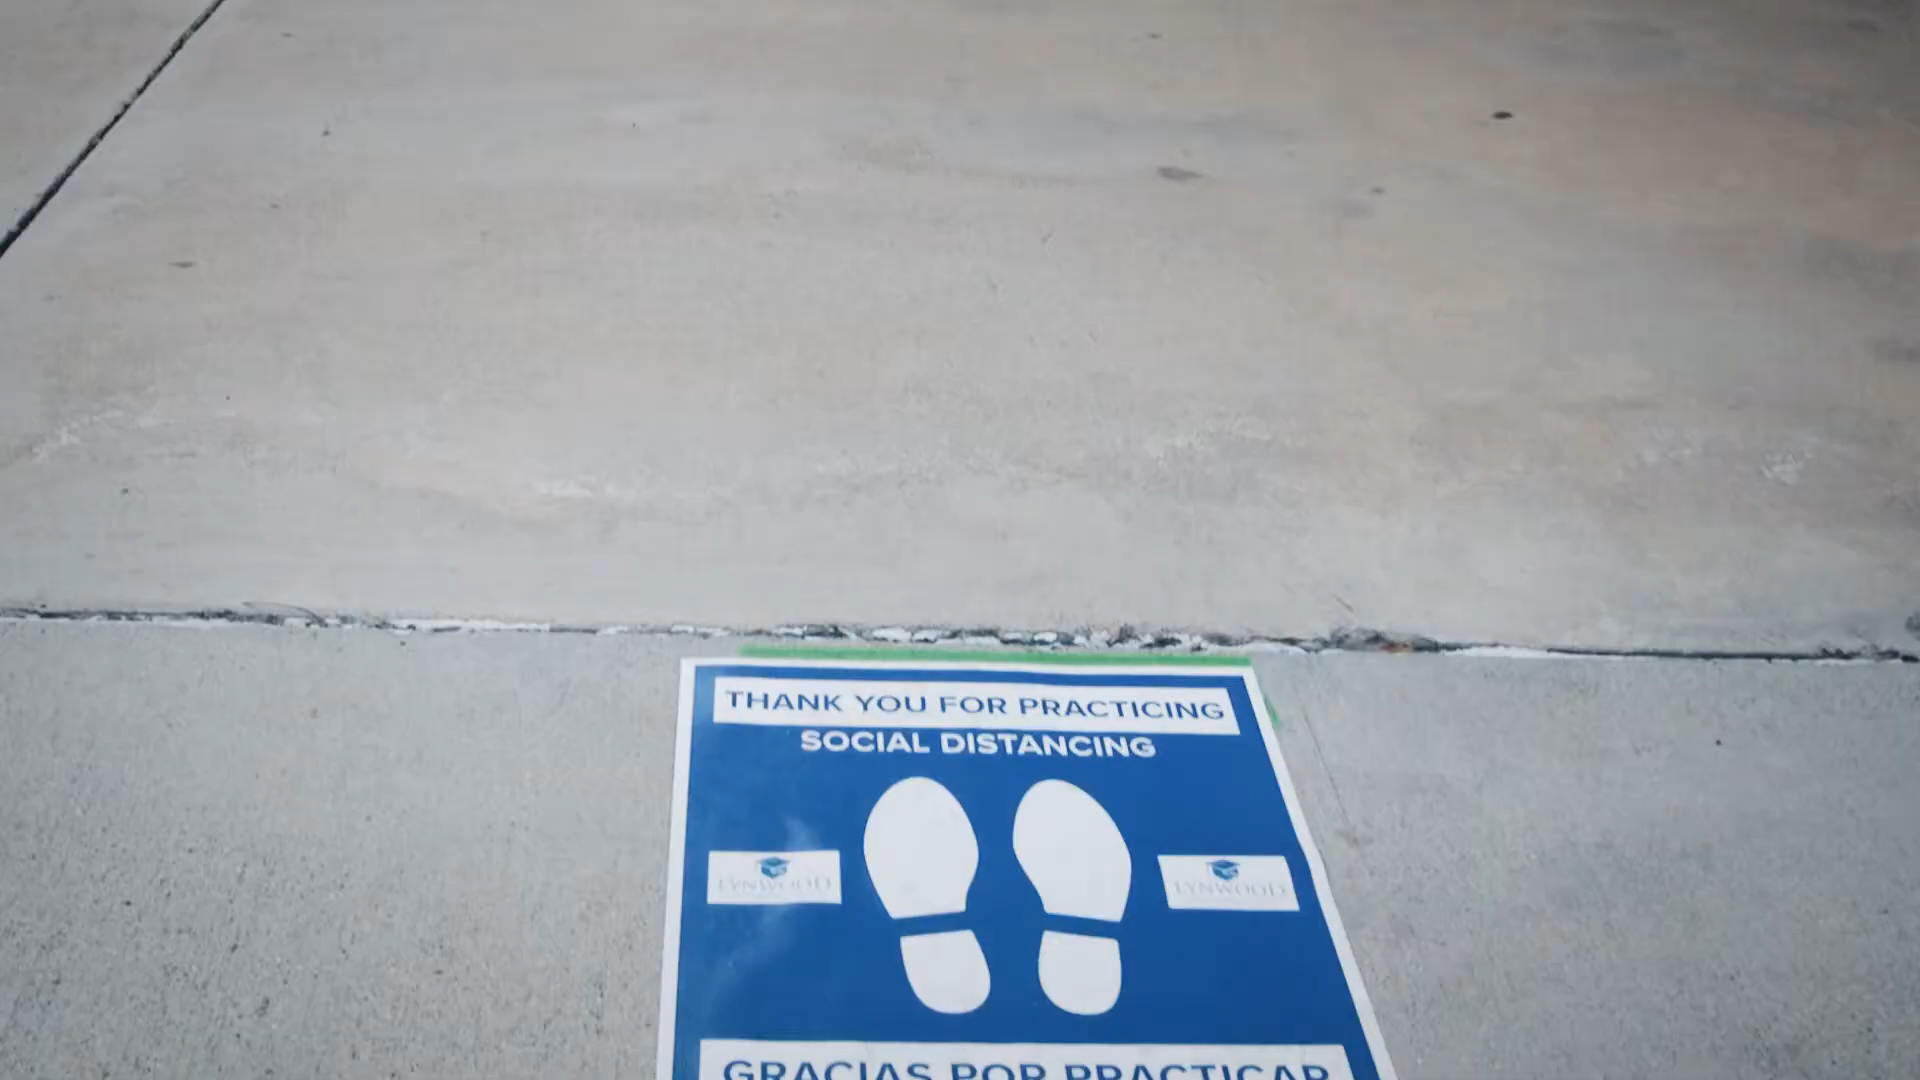 THANK YOU FOR PRACTICING
SOCIAL DISTANCING
LYNWOOD
LYNWOOD
GRACIAS POR PRACTICAR